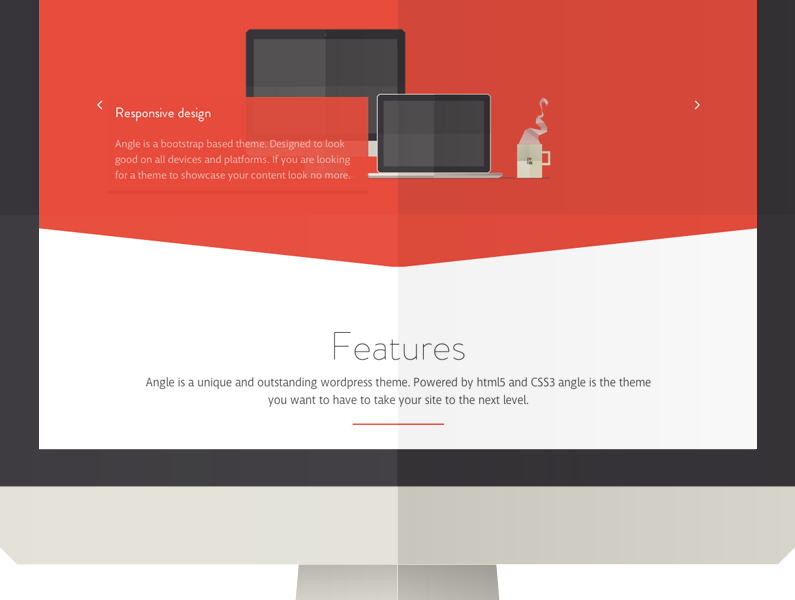 Responsive design
Angle is a bootstrap based theme. Designed to look
good on all devices and platforms. If you are looking
for a theme to showcase your content look no more.
Features
Angle is a unique and outstanding wordpress theme. Powered by html5 and CSS3 angle is the theme
you want to have to take your site to the next level.